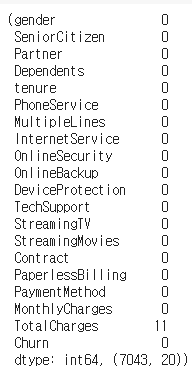 (gender 0
SeniorCitizen 0
Partner 0
Dependents 0
tenure 0
PhoneService 0
MultipleLines 0
InternetService 0
OnlineSecurity 0
OnlineBackup 0
DeviceProtection 0
TechSupport 0
StreamingTV 0
StreamingMovies 0
Contract 0
PaperlessBilling 0
PaymentMethod 0
MonthlyCharges 0
TotalCharges 11
Churn 0
dtype: int64, (7043, 20))